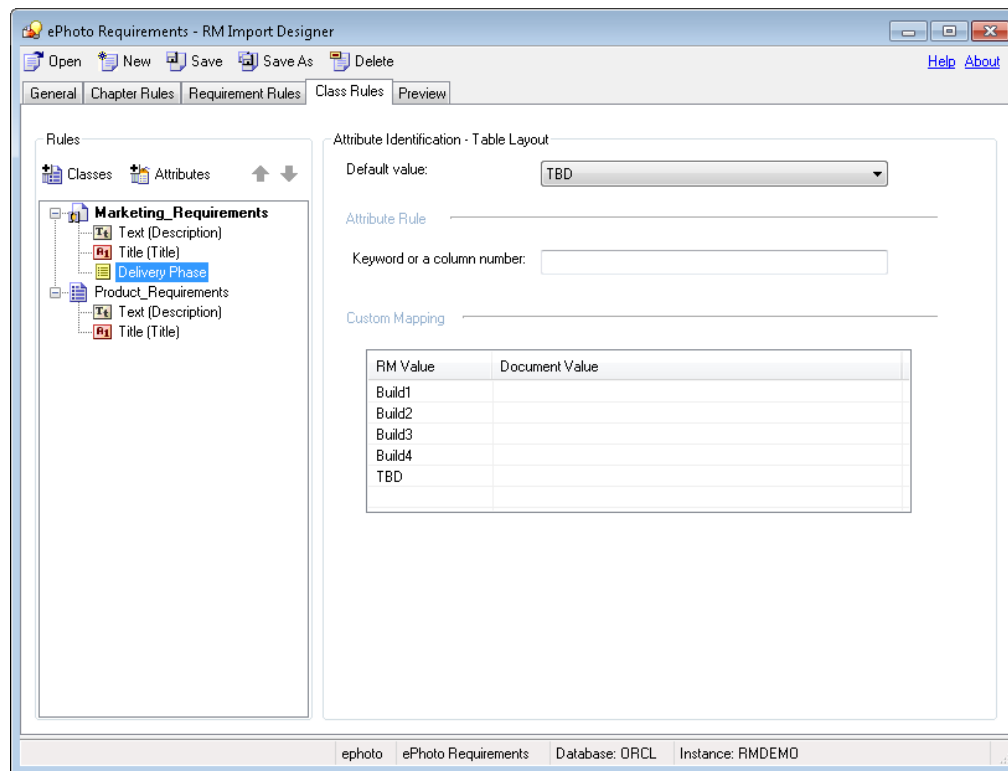 ePhoto Requirements - RM Import Designer
Open New Save Save As Delete Help About
General Chapter Rules Requirement Rules Class Rules Preview
Rules
Classes Attributes
Marketing_Requirements
Text (Description)
Title (Title)
Delivery Phase
Product_Requirements
Text (Description)
Title (Title)
Attribute Identification - Table Layout
Default value: TBD
Attribute Rule
Keyword or a column number:
Custom Mapping
RM Value Document Value
Build1
Build2
Build3
Build4
TBD
ephoto ePhoto Requirements Database: ORCL Instance: RMDEMO